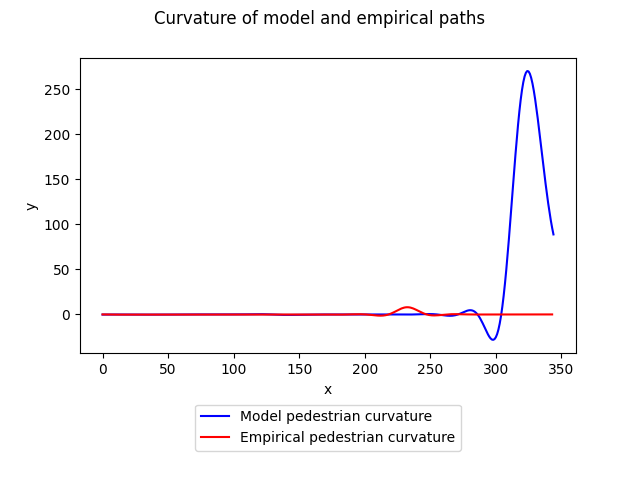 Curvature of model and empirical paths
250
200
150
100
50
0
y
0 50 100 150 200 250 300 350
x
Model pedestrian curvature
Empirical pedestrian curvature